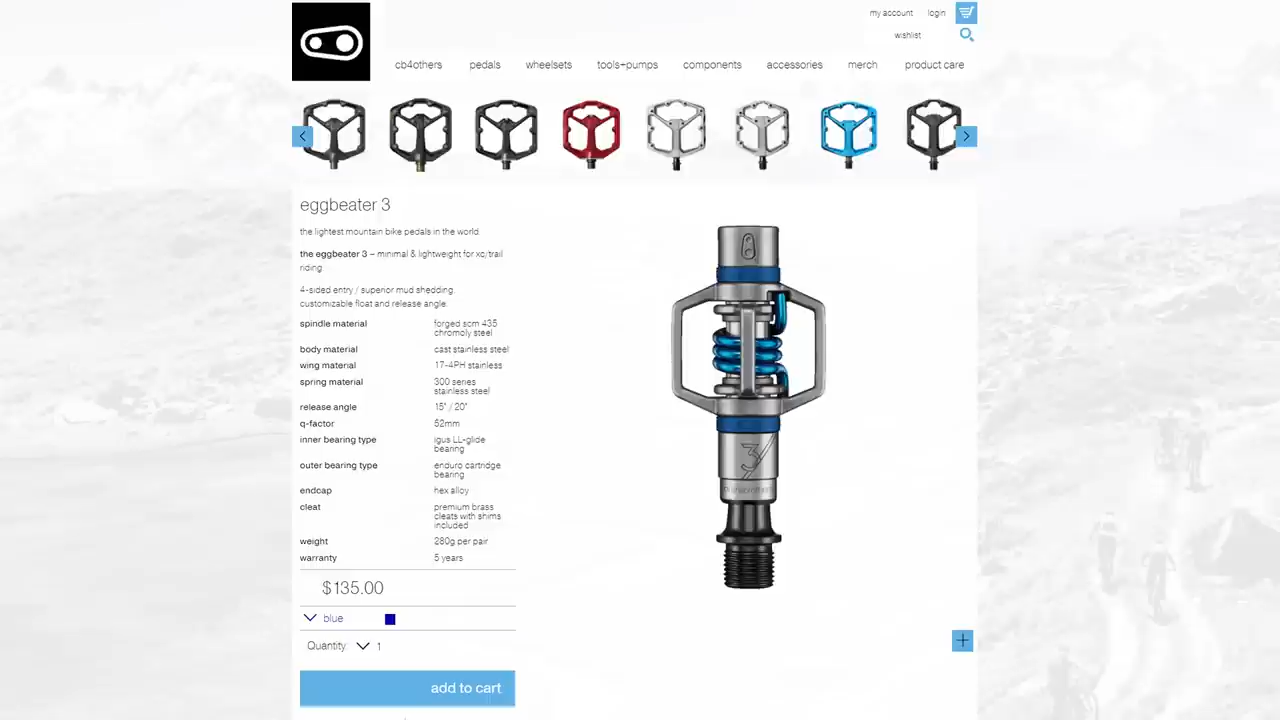 my account login
wishlist
cb4others pedals wheelsets tools+pumps components accessories merch product care
eggbeater 3
the lightest mountain bike pedals in the world
the eggbeater 3 – minimal & lightweight for xc/trail
riding.
4-sided entry / superior mud shedding.
customizable float and release angle.
spindle material forged scm 435
chromoly steel
body material cast stainless steel
wing material 17-4PH stainless
spring material 300 series
stainless steel
release angle 15° / 20°
q-factor 52mm
inner bearing type igus LL-glide
bearing
outer bearing type enduro cartridge
bearing
endcap hex alloy
cleat premium brass
cleats with shims
included
weight 280g per pair
warranty 5 years
$135.00
blue
Quantity: 1
add to cart
3